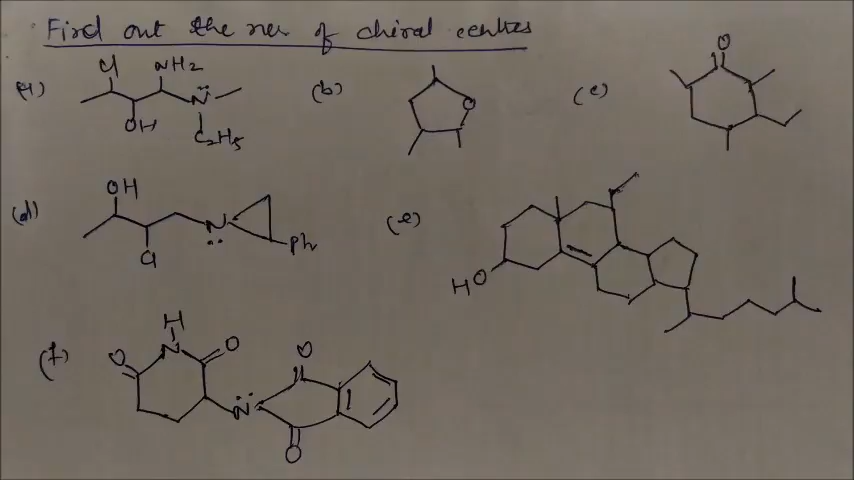 Find out the no of chiral centres
(a) Cl NH2
N
OH
C2H5
(b) O
(c) O
(d) OH
N
Cl
Ph
(e)
HO
(f) H
N
O O
N
O
O